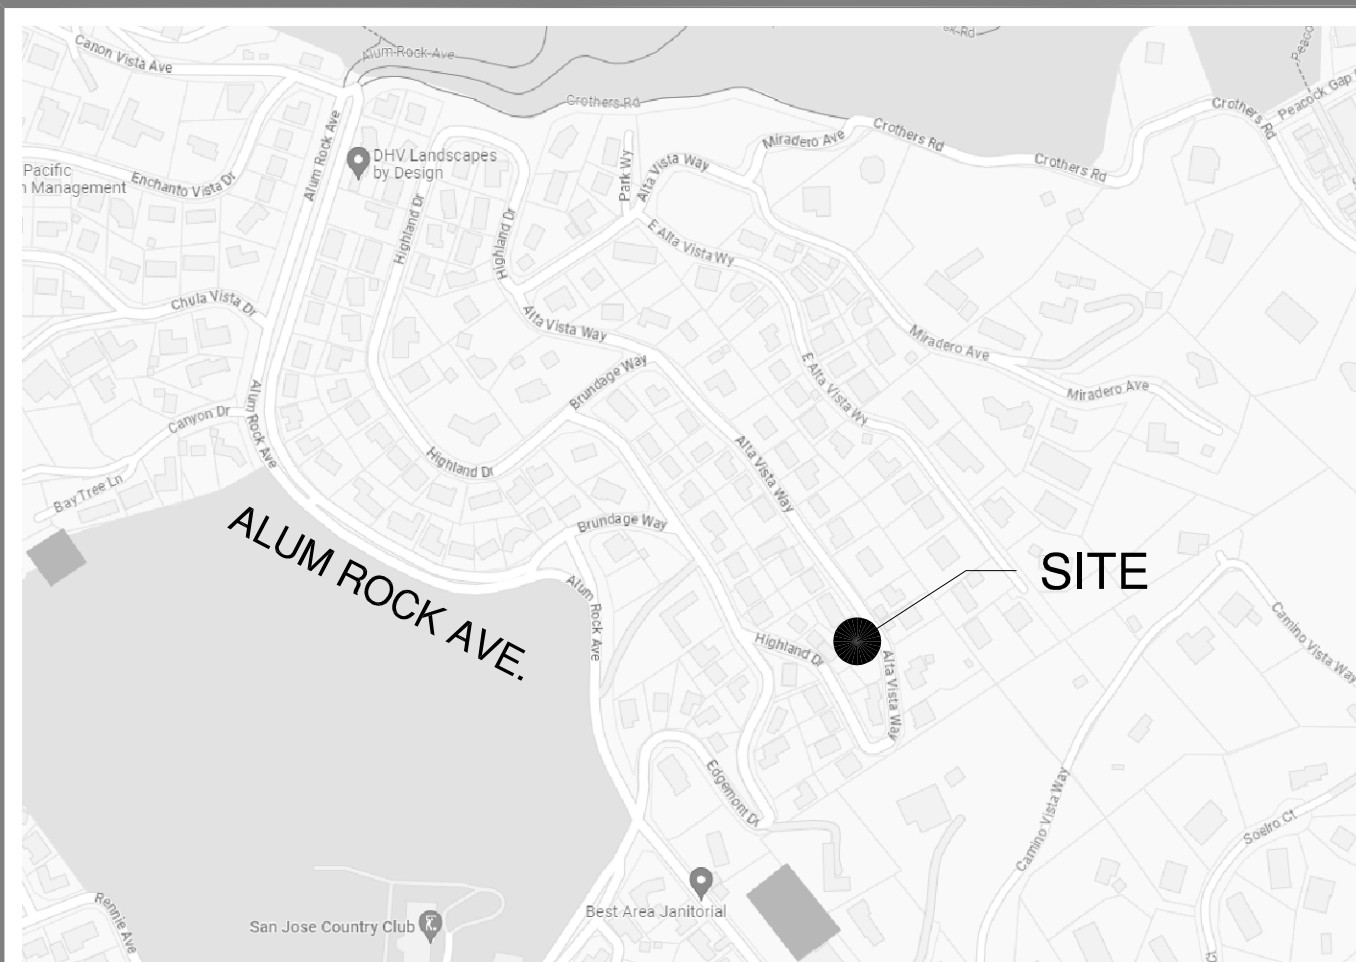 ek-Rd
Peaco
Canon Vista Ave
Alum-Rock-Ave
Crothers Rd
Peacock Gap
Crothers Rd
Alum Rock Ave
DHV Landscapes
by Design
Miradero Ave
Crothers Rd
Crothers Rd
Pacific
n Management
Enchanto Vista Dr
Park Wy
Alta Vista Way
Highland Dr
Highland Dr
E Alta Vista Wy
Chula Vista Dr
Alta Vista Way
Miradero Ave
Brundage Way
E Alta Vista Wy
Miradero Ave
Canyon Dr
Alum Rock Ave
Highland Dr
Alta Vista Way
Bay Tree Ln
Brundage Way
ALUM ROCK AVE.
SITE
Alum Rock Ave
Highland Dr
Alta Vista Way
Camino Vista Way
Edgemont Dr
Camino Vista Way
Soelro Ct
Rennie Ave
San Jose Country Club
Best Area Janitorial
Ct